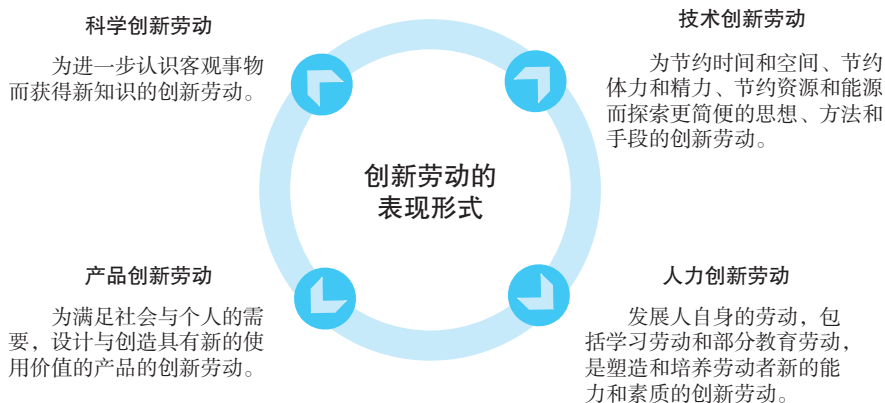 科学创新劳动
为进一步认识客观事物
而获得新知识的创新劳动。
技术创新劳动
为节约时间和空间、节约
体力和精力、节约资源和能源
而探索更简便的思想、方法和
手段的创新劳动。
创新劳动的
表现形式
产品创新劳动
为满足社会与个人的需
要，设计与创造具有新的使
用价值的产品的创新劳动。
人力创新劳动
发展人自身的劳动，包
括学习劳动和部分教育劳动，
是塑造和培养劳动者新的能
力和素质的创新劳动。